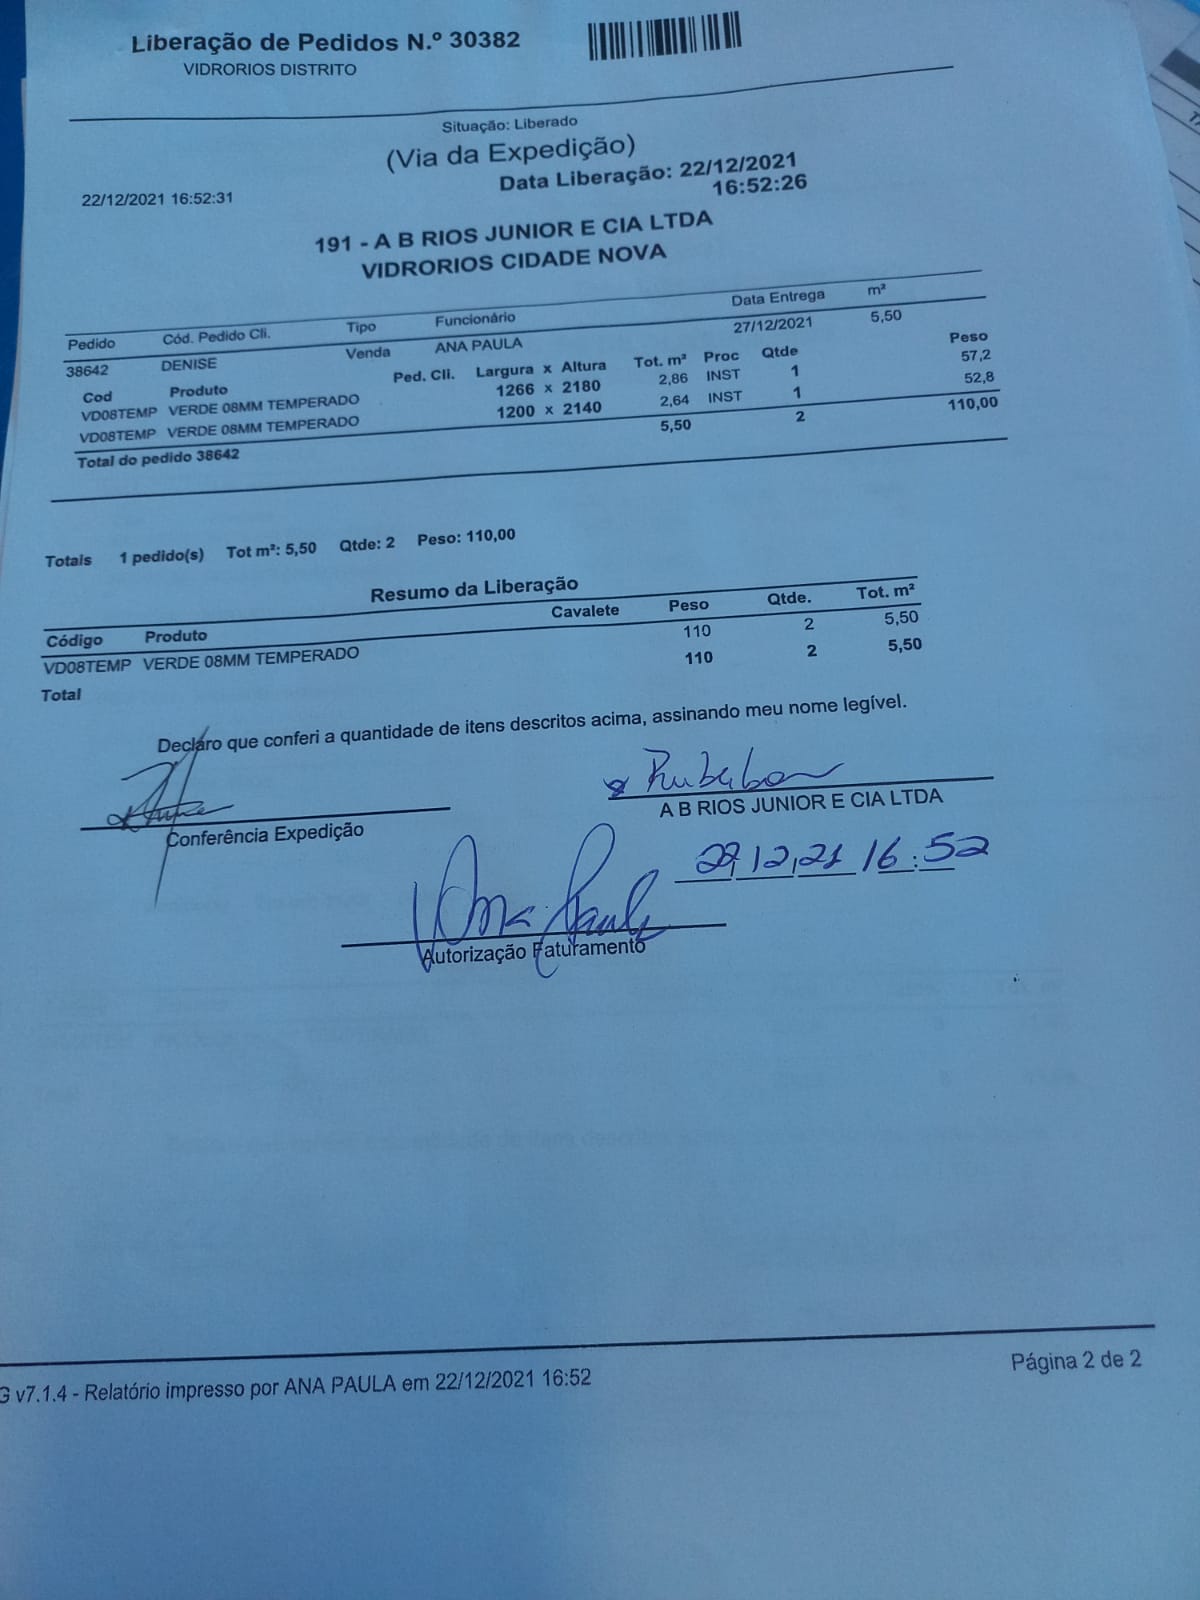 Liberação de Pedidos N.º 30382
VIDRORIOS DISTRITO
Situação: Liberado
(Via da Expedição)
22/12/2021 16:52:31
Data Liberação: 22/12/2021
16:52:26
191 - A B RIOS JUNIOR E CIA LTDA
VIDRORIOS CIDADE NOVA
Pedido Cód. Pedido Cli. Tipo Funcionário Data Entrega m²
38642 DENISE Venda ANA PAULA 27/12/2021 5,50
Cod Produto Ped. Cli. Largura x Altura Tot. m² Proc Qtde Peso
VD08TEMP VERDE 08MM TEMPERADO 1266 x 2180 2,86 INST 1 57,2
VD08TEMP VERDE 08MM TEMPERADO 1200 x 2140 2,64 INST 1 52,8
Total do pedido 38642 5,50 2 110,00
Totais 1 pedido(s) Tot m²: 5,50 Qtde: 2 Peso: 110,00
Resumo da Liberação
Código Produto Cavalete Peso Qtde. Tot. m²
VD08TEMP VERDE 08MM TEMPERADO 110 2 5,50
Total 110 2 5,50
Declaro que conferi a quantidade de itens descritos acima, assinando meu nome legível.
Conferência Expedição
A B RIOS JUNIOR E CIA LTDA
22,12,21 16:52
Ana Paula
Autorização Faturamento
G v7.1.4 - Relatório impresso por ANA PAULA em 22/12/2021 16:52
Página 2 de 2